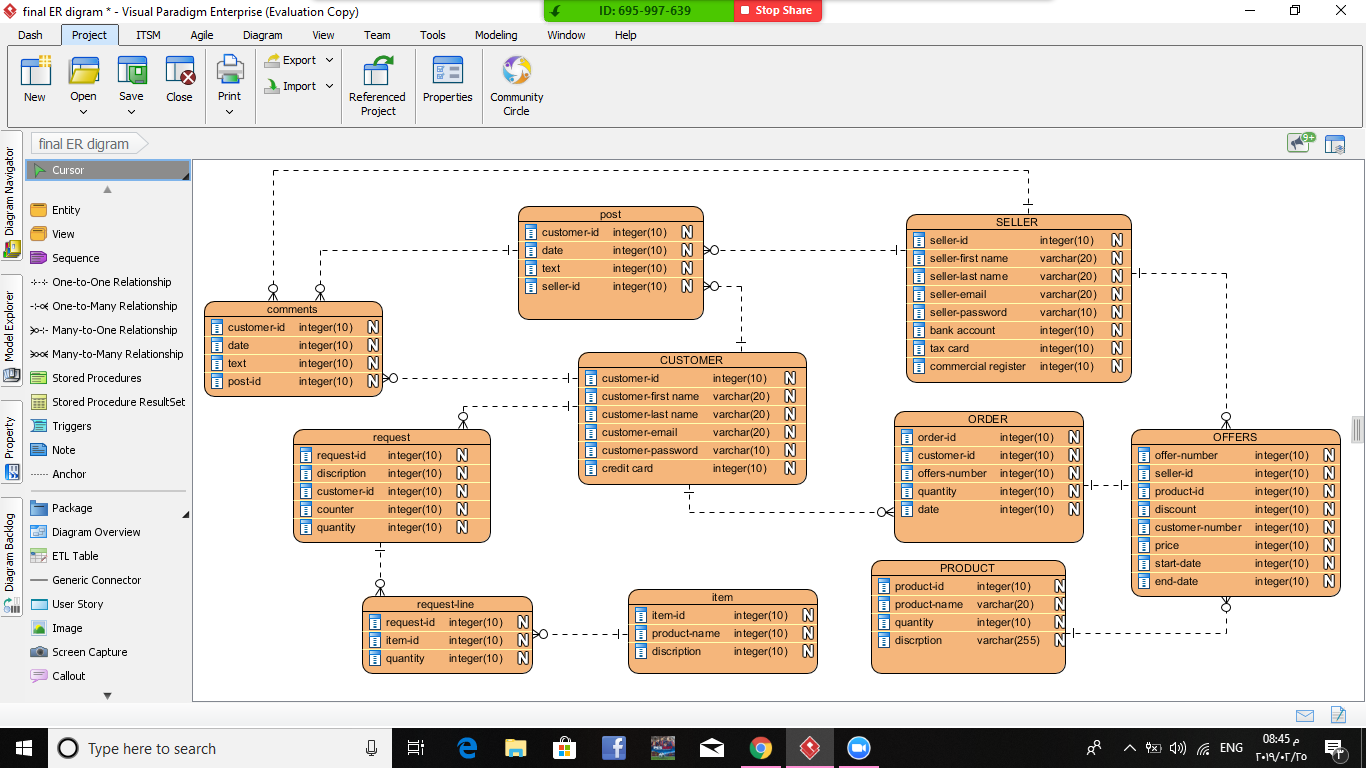 final ER digram * - Visual Paradigm Enterprise (Evaluation Copy)
ID: 695-997-639
Stop Share
Dash Project ITSM Agile Diagram View Team Tools Modeling Window Help
New
Open
Save
Close
Print
Export
Import
Referenced
Project
Properties
Community
Circle
final ER digram
9+
Diagram Navigator
Model Explorer
Property
Diagram Backlog
Cursor
Entity
View
Sequence
One-to-One Relationship
One-to-Many Relationship
Many-to-One Relationship
Many-to-Many Relationship
Stored Procedures
Stored Procedure ResultSet
Triggers
Note
Anchor
Package
Diagram Overview
ETL Table
Generic Connector
User Story
Image
Screen Capture
Callout
post
customer-id integer(10) N
date integer(10) N
text integer(10) N
seller-id integer(10) N
SELLER
seller-id integer(10) N
seller-first name varchar(20) N
seller-last name varchar(20) N
seller-email varchar(20) N
seller-password varchar(10) N
bank account integer(10) N
tax card integer(10) N
commercial register integer(10) N
comments
customer-id integer(10) N
date integer(10) N
text integer(10) N
post-id integer(10) N
CUSTOMER
customer-id integer(10) N
customer-first name varchar(20) N
customer-last name varchar(20) N
customer-email varchar(20) N
customer-password varchar(10) N
credit card integer(10) N
request
request-id integer(10) N
discription integer(10) N
customer-id integer(10) N
counter integer(10) N
quantity integer(10) N
ORDER
order-id integer(10) N
customer-id integer(10) N
offers-number integer(10) N
quantity integer(10) N
date integer(10) N
OFFERS
offer-number integer(10) N
seller-id integer(10) N
product-id integer(10) N
discount integer(10) N
customer-number integer(10) N
price integer(10) N
start-date integer(10) N
end-date integer(10) N
request-line
request-id integer(10) N
item-id integer(10) N
quantity integer(10) N
item
item-id integer(10) N
product-name integer(10) N
discription integer(10) N
PRODUCT
product-id integer(10) N
product-name varchar(20) N
quantity integer(10) N
discrption varchar(255) N
Type here to search
ENG
08:45 م
٢٠١٩/٠٢/٢٥
٣